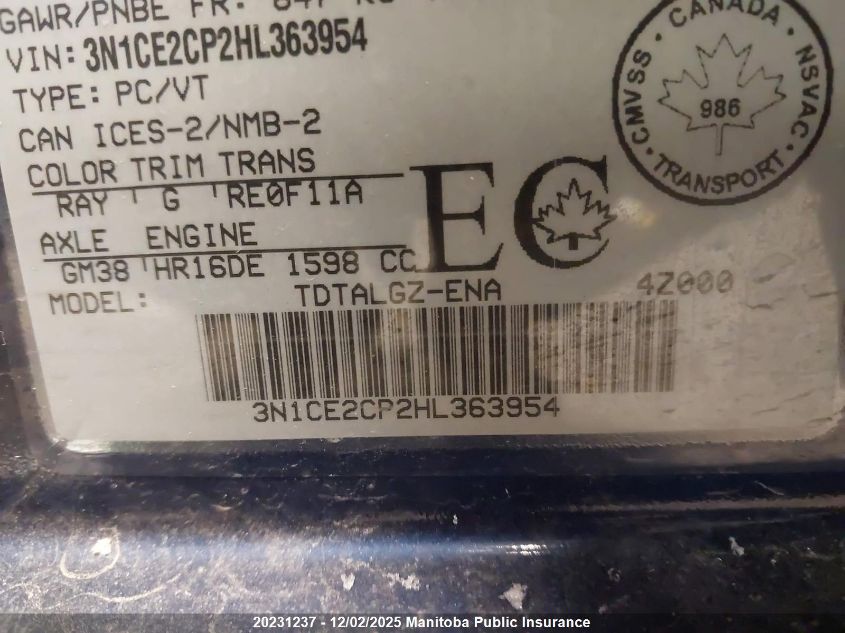 GAWR/PNBE FR: 847 KG
VIN: 3N1CE2CP2HL363954
TYPE: PC/VT
CAN ICES-2/NMB-2
COLOR TRIM TRANS
RAY G RE0F11A
AXLE ENGINE
GM38 HR16DE 1598 CC
EC
MODEL: TDTALGZ-ENA 4Z000
3N1CE2CP2HL363954
CANADA
CMVSS
NSVAC
986
TRANSPORT
20231237 - 12/02/2025 Manitoba Public Insurance